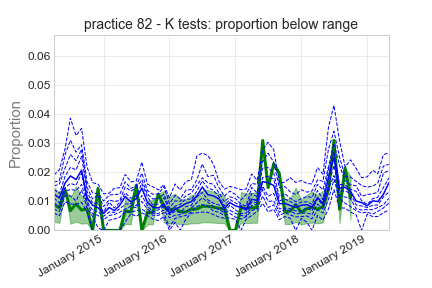 practice 82 - K tests: proportion below range
Proportion
0.06
0.05
0.04
0.03
0.02
0.01
0.00
January 2015
January 2016
January 2017
January 2018
January 2019